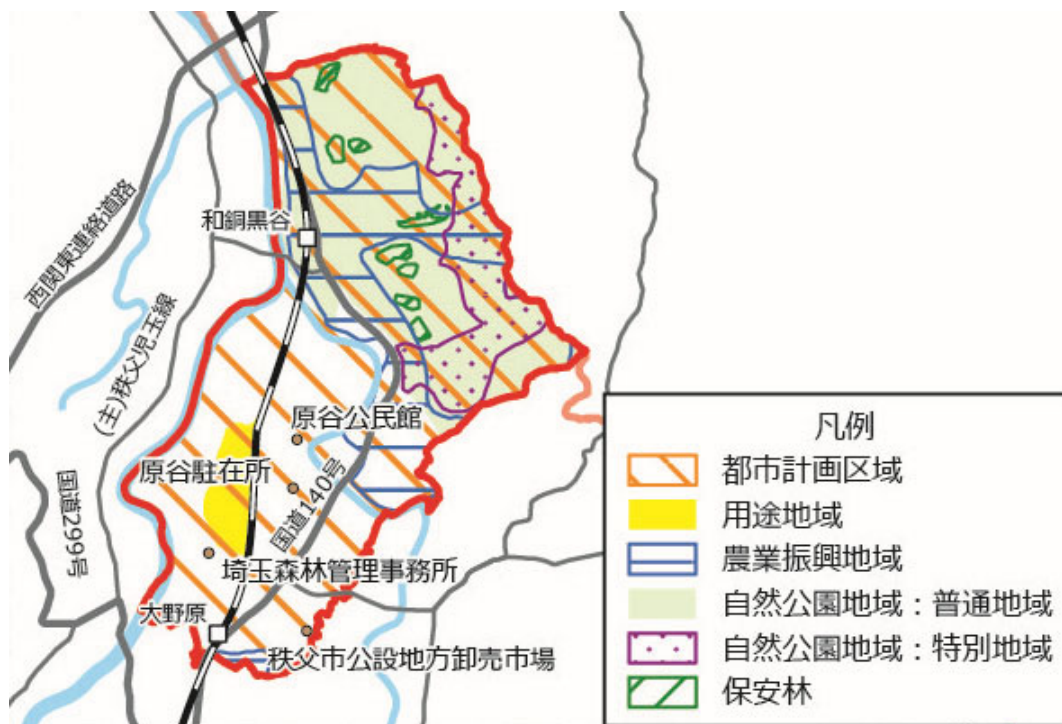 和銅黒谷
西関東連絡道路
(主)秩父児玉線
原谷公民館
原谷駐在所
国道140号
国道299号
埼玉森林管理事務所
大野原
秩父市公設地方卸売市場
凡例
都市計画区域
用途地域
農業振興地域
自然公園地域：普通地域
自然公園地域：特別地域
保安林